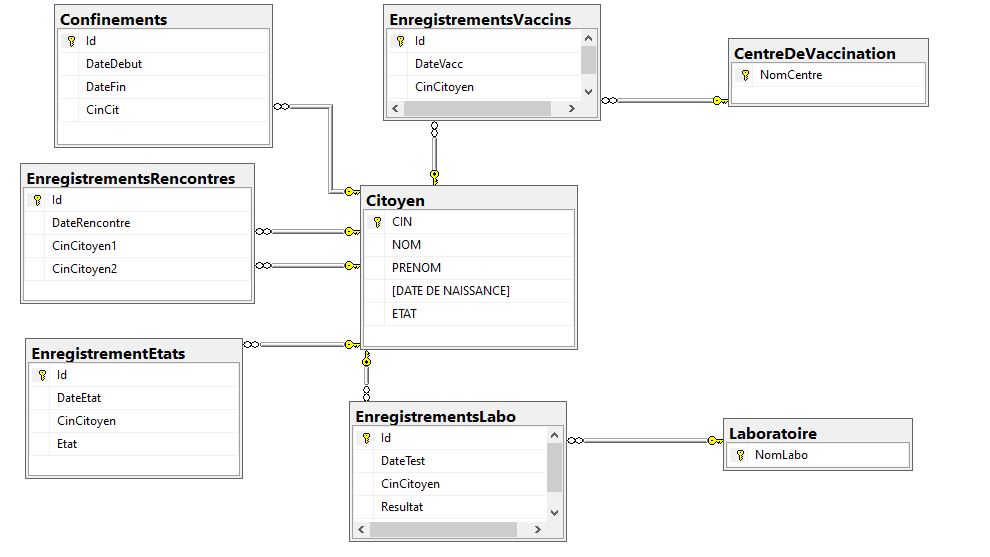 Confinements
Id
DateDebut
DateFin
CinCit
EnregistrementsVaccins
Id
DateVacc
CinCitoyen
CentreDeVaccination
NomCentre
EnregistrementsRencontres
Id
DateRencontre
CinCitoyen1
CinCitoyen2
Citoyen
CIN
NOM
PRENOM
[DATE DE NAISSANCE]
ETAT
EnregistrementEtats
Id
DateEtat
CinCitoyen
Etat
EnregistrementsLabo
Id
DateTest
CinCitoyen
Resultat
Laboratoire
NomLabo